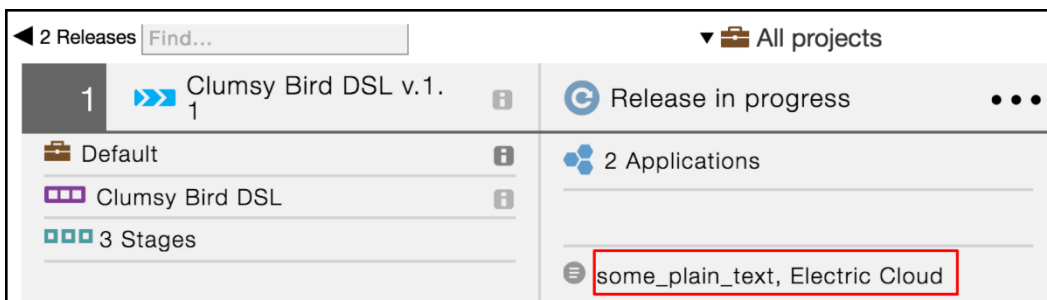 2 Releases Find... All projects
1 Clumsy Bird DSL v.1.
1
Release in progress
Default
2 Applications
Clumsy Bird DSL
3 Stages
some_plain_text, Electric Cloud